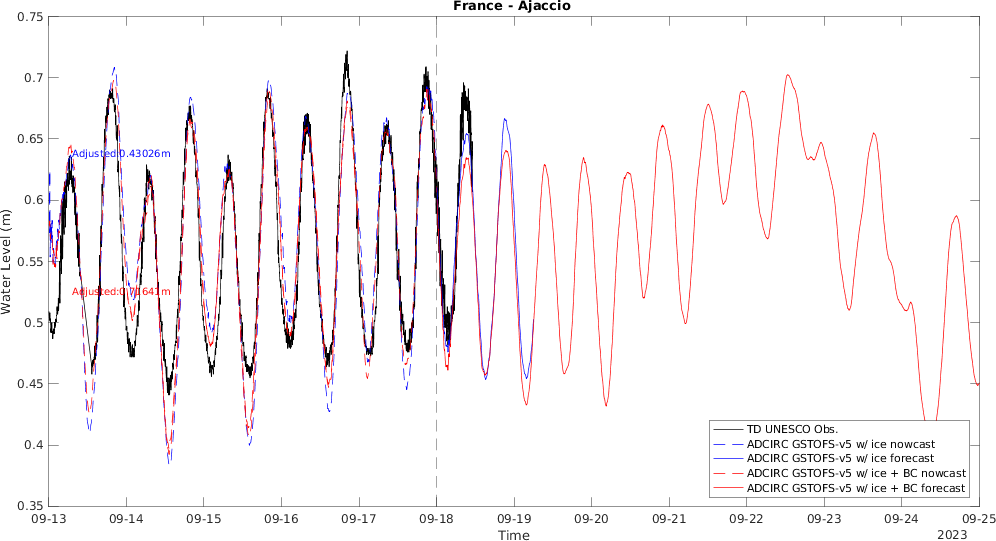 France - Ajaccio
0.75
0.7
0.65
0.6
0.55
0.5
0.45
0.4
0.35
Water Level (m)
Adjusted:0.43026m
Adjusted:0.71641m
TD UNESCO Obs.
ADCIRC GSTOFS-v5 w/ ice nowcast
ADCIRC GSTOFS-v5 w/ ice forecast
ADCIRC GSTOFS-v5 w/ ice + BC nowcast
ADCIRC GSTOFS-v5 w/ ice + BC forecast
09-13 09-14 09-15 09-16 09-17 09-18 09-19 09-20 09-21 09-22 09-23 09-24 09-25
Time
2023